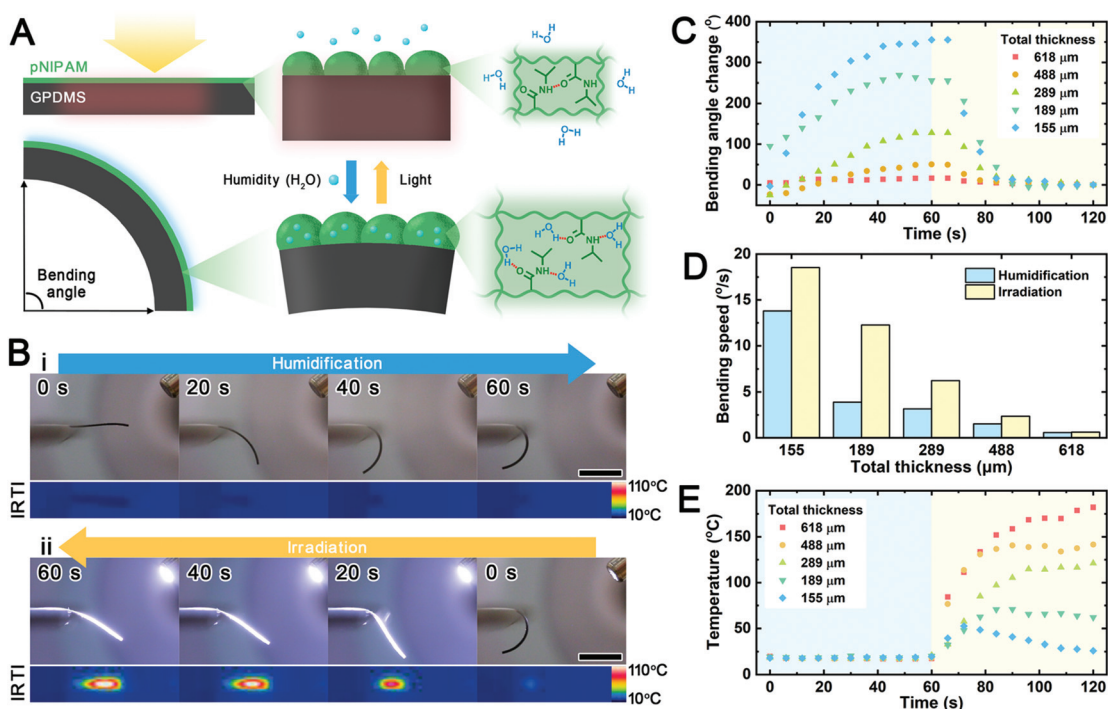 A
pNIPAM
GPDMS
Humidity (H₂O)
Light
Bending
angle
H
O
H
N
H
O
O
HN
H
O
H
H
O
H
H
O
H
H
O
H
O
NH
O
H
H
H
O
H
O
N
H
H
O
H
B
i
Humidification
0 s
20 s
40 s
60 s
IRTI
110°C
10°C
ii
Irradiation
60 s
40 s
20 s
0 s
IRTI
110°C
10°C
C
Bending angle change (°)
400
350
300
250
200
150
100
50
0
Total thickness
618 μm
488 μm
289 μm
189 μm
155 μm
0 20 40 60 80 100 120
Time (s)
D
Bending speed (°/s)
20
15
10
5
0
Humidification
Irradiation
155 189 289 488 618
Total thickness (μm)
E
Temperature (°C)
200
150
100
50
0
Total thickness
618 μm
488 μm
289 μm
189 μm
155 μm
0 20 40 60 80 100 120
Time (s)